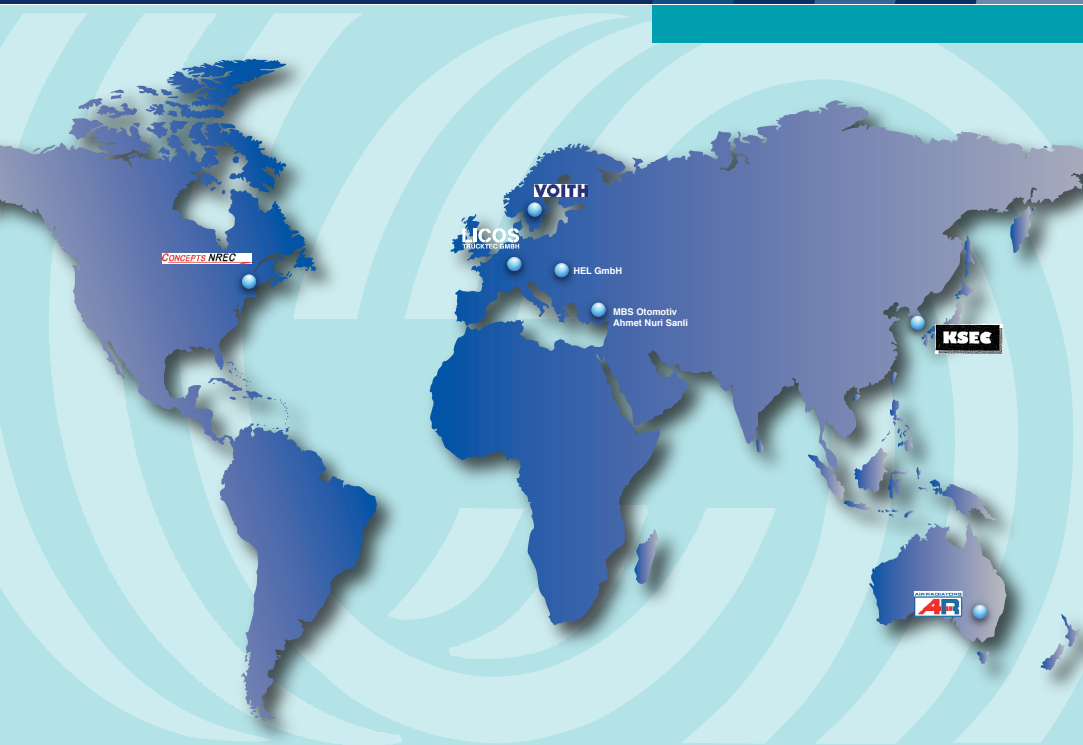 VOITH
LICOS
TRUCKTEC GMBH
CONCEPTS NREC
HEL GmbH
MBS Otomotiv
Ahmet Nuri Sanli
KSEC
AIR RADIATORS
AR